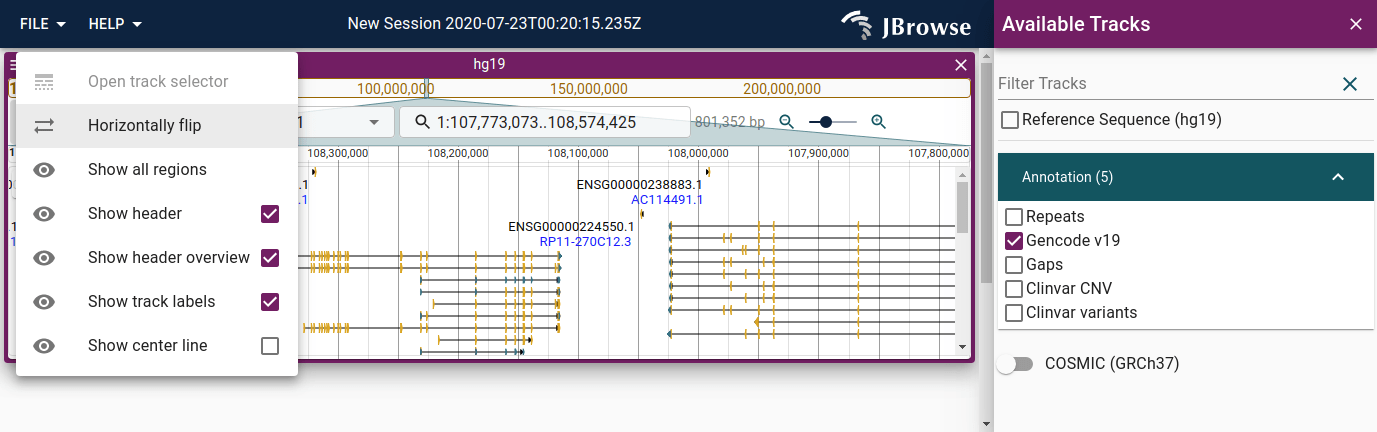 FILE
HELP
New Session 2020-07-23T00:20:15.235Z
JBrowse
Available Tracks
hg19
Open track selector
Horizontally flip
Show all regions
Show header
Show header overview
Show track labels
Show center line
100,000,000
150,000,000
200,000,000
1:107,773,073..108,574,425
801,352 bp
108,300,000
108,200,000
108,100,000
108,000,000
107,900,000
107,800,000
ENSG00000238883.1
AC114491.1
ENSG00000224550.1
RP11-270C12.3
Filter Tracks
Reference Sequence (hg19)
Annotation (5)
Repeats
Gencode v19
Gaps
Clinvar CNV
Clinvar variants
COSMIC (GRCh37)